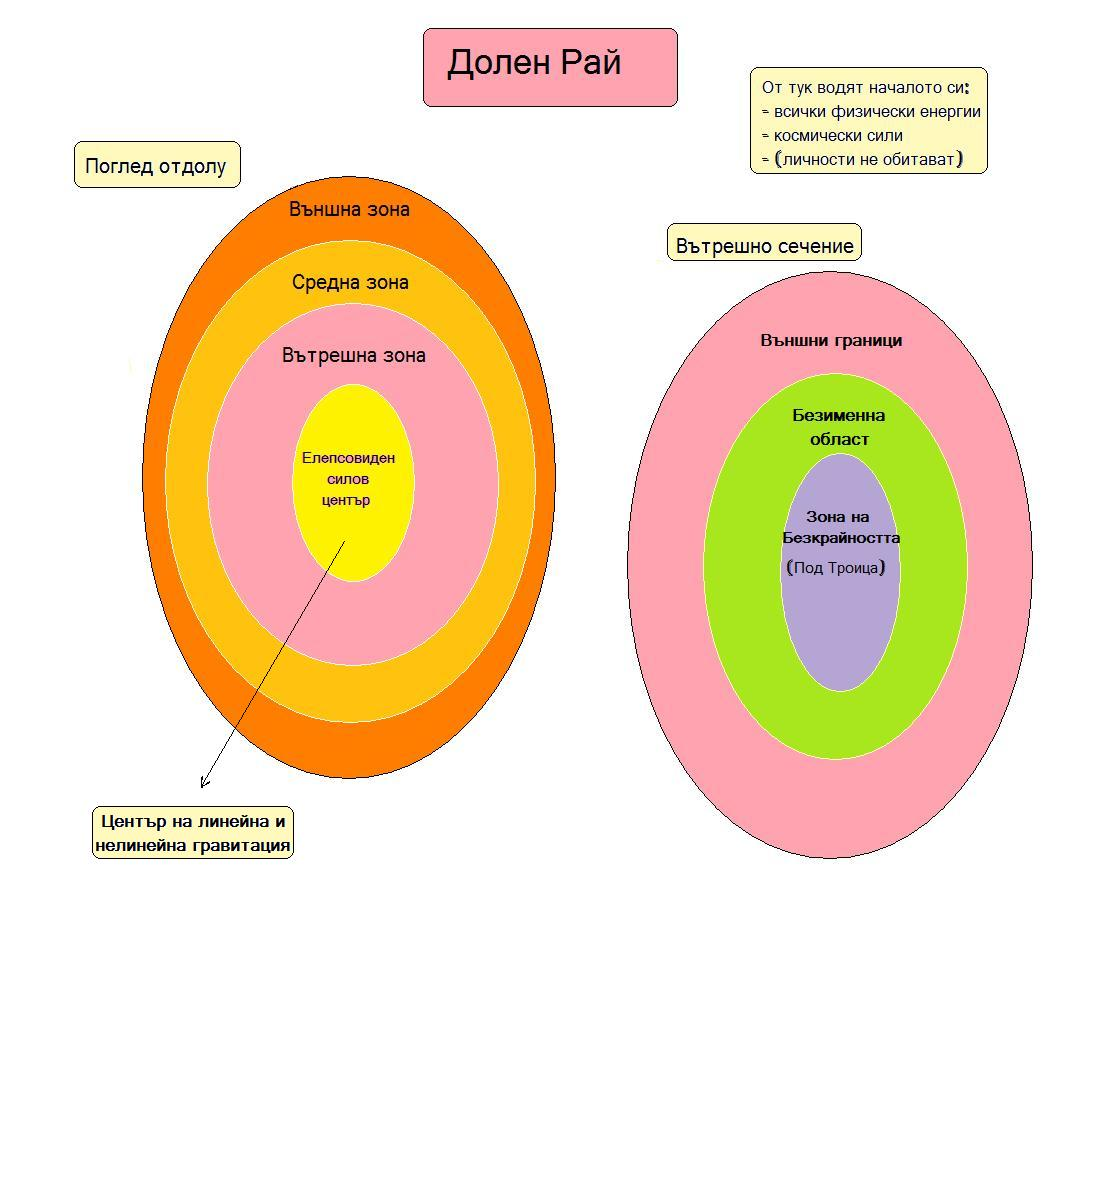 Долен Рай
От тук водят началото си:
- всички физически енергии
- космически сили
- (личности не обитават)
Поглед отдолу
Външна зона
Средна зона
Вътрешна зона
Елепсовиден
силов
център
Център на линейна и
нелинейна гравитация
Вътрешно сечение
Външни граници
Безименна
област
Зона на
Безкрайността
(Под Троица)